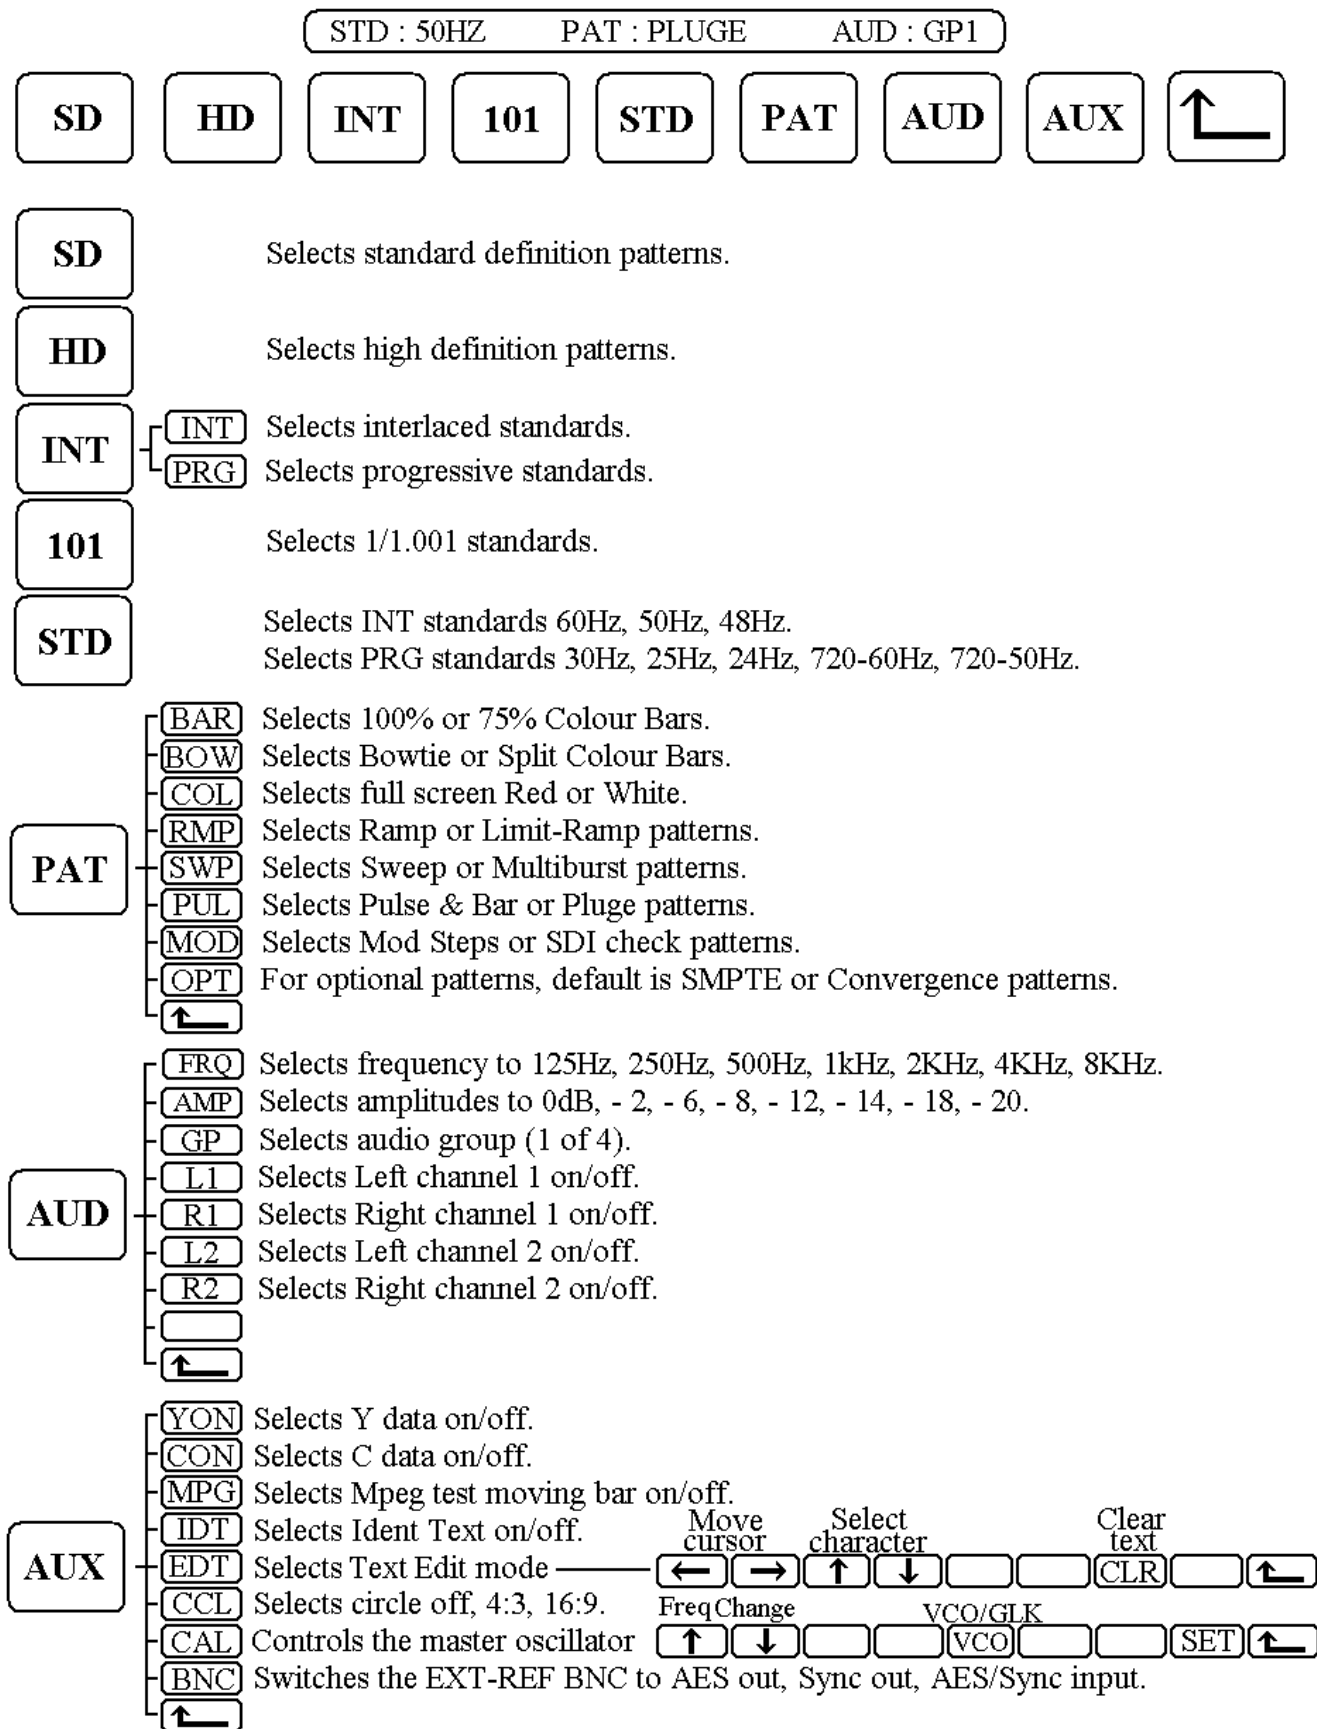 STD : 50HZ PAT : PLUGE AUD : GP1
SD HD INT 101 STD PAT AUD AUX
SD Selects standard definition patterns.
HD Selects high definition patterns.
INT
INT Selects interlaced standards.
PRG Selects progressive standards.
101 Selects 1/1.001 standards.
STD
Selects INT standards 60Hz, 50Hz, 48Hz.
Selects PRG standards 30Hz, 25Hz, 24Hz, 720-60Hz, 720-50Hz.
PAT
BAR Selects 100% or 75% Colour Bars.
BOW Selects Bowtie or Split Colour Bars.
COL Selects full screen Red or White.
RMP Selects Ramp or Limit-Ramp patterns.
SWP Selects Sweep or Multiburst patterns.
PUL Selects Pulse & Bar or Pluge patterns.
MOD Selects Mod Steps or SDI check patterns.
OPT For optional patterns, default is SMPTE or Convergence patterns.
AUD
FRQ Selects frequency to 125Hz, 250Hz, 500Hz, 1kHz, 2KHz, 4KHz, 8KHz.
AMP Selects amplitudes to 0dB, - 2, - 6, - 8, - 12, - 14, - 18, - 20.
GP Selects audio group (1 of 4).
L1 Selects Left channel 1 on/off.
R1 Selects Right channel 1 on/off.
L2 Selects Left channel 2 on/off.
R2 Selects Right channel 2 on/off.
AUX
YON Selects Y data on/off.
CON Selects C data on/off.
MPG Selects Mpeg test moving bar on/off.
IDT Selects Ident Text on/off.
Move cursor
Select character
Clear text
EDT Selects Text Edit mode CLR
CCL Selects circle off, 4:3, 16:9.
Freq Change VCO/GLK
CAL Controls the master oscillator VCO SET
BNC Switches the EXT-REF BNC to AES out, Sync out, AES/Sync input.